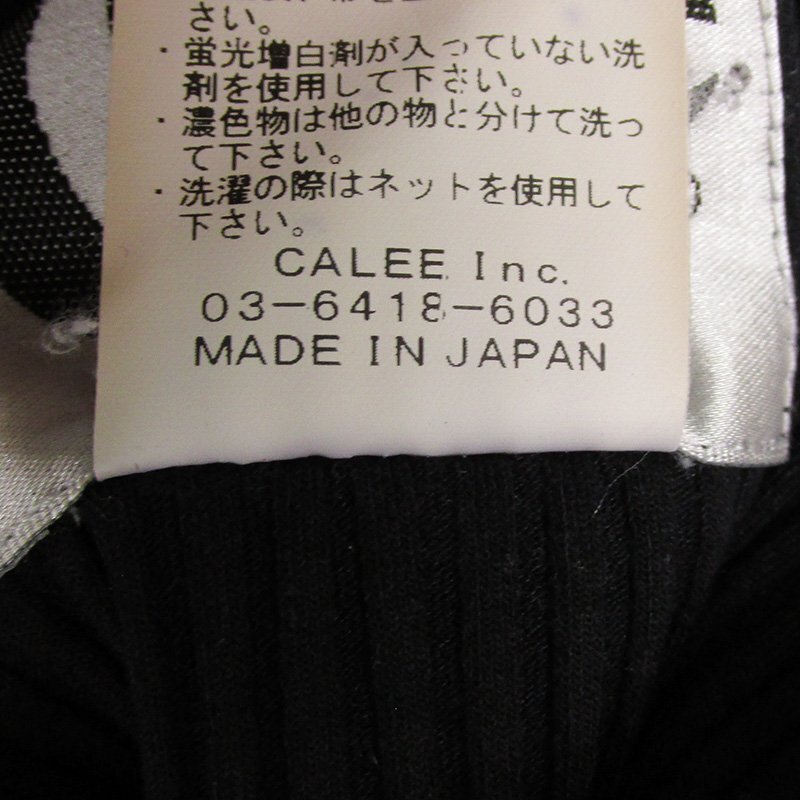 さい。
・蛍光増白剤が入っていない洗
剤を使用して下さい。
・濃色物は他の物と分けて洗っ
て下さい。
・洗濯の際はネットを使用して
下さい。
CALEE Inc.
03-6418-6033
MADE IN JAPAN